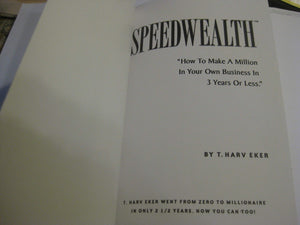 SPEEDWEALTH™
"How To Make A Million
In Your Own Business In
3 Years Or Less."
BY T. HARV EKER
T. HARV EKER WENT FROM ZERO TO MILLIONAIRE
IN ONLY 2 1/2 YEARS. NOW YOU CAN TOO!